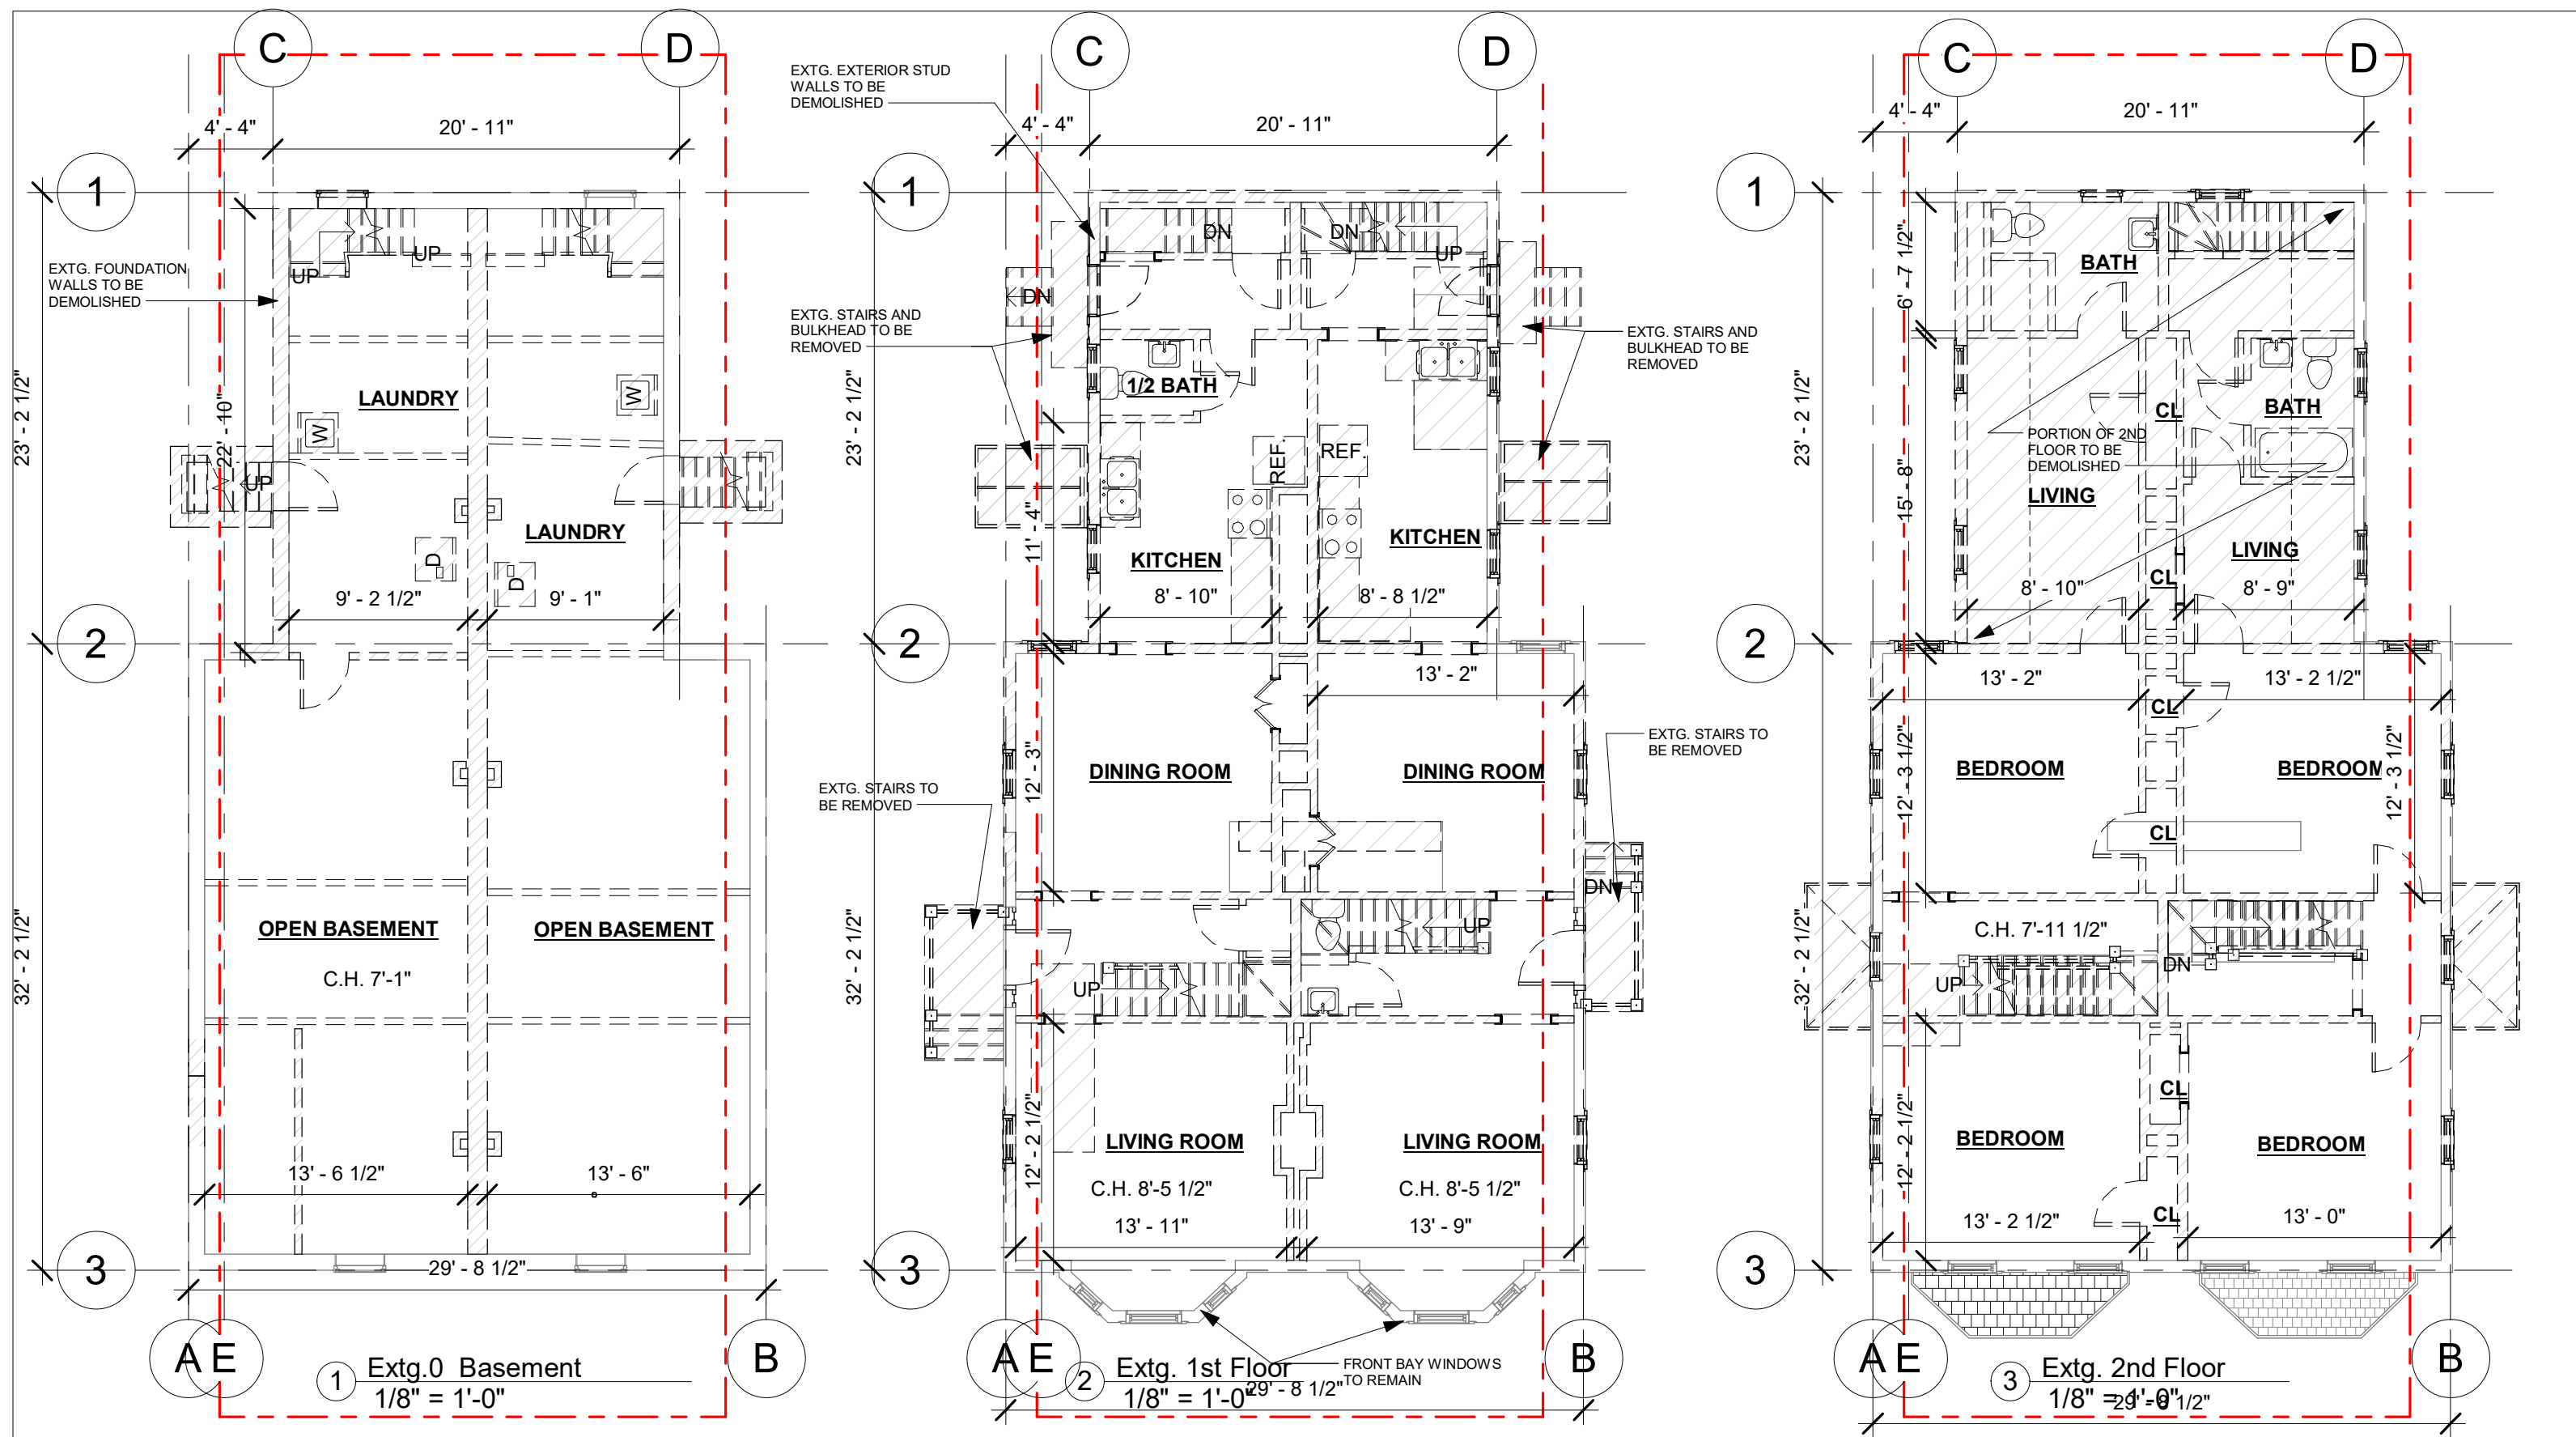 C
D
4' - 4"
20' - 11"
1
EXTG. FOUNDATION
WALLS TO BE
DEMOLISHED
UP
UP
LAUNDRY
W
W
23' - 2 1/2"
22' - 10"
UP
LAUNDRY
D
D
9' - 2 1/2"
9' - 1"
2
OPEN BASEMENT
OPEN BASEMENT
C.H. 7'-1"
32' - 2 1/2"
13' - 6 1/2"
13' - 6"
3
29' - 8 1/2"
A
E
B
1
Extg.0 Basement
1/8" = 1'-0"
EXTG. EXTERIOR STUD
WALLS TO BE
DEMOLISHED
C
D
4' - 4"
20' - 11"
1
DN
DN
UP
DN
EXTG. STAIRS AND
BULKHEAD TO BE
REMOVED
EXTG. STAIRS AND
BULKHEAD TO BE
REMOVED
1/2 BATH
23' - 2 1/2"
REF.
REF.
11' - 4"
KITCHEN
KITCHEN
8' - 10"
8' - 8 1/2"
2
13' - 2"
EXTG. STAIRS TO
BE REMOVED
DINING ROOM
DINING ROOM
12' - 3"
EXTG. STAIRS TO
BE REMOVED
DN
UP
UP
32' - 2 1/2"
12' - 2 1/2"
LIVING ROOM
LIVING ROOM
C.H. 8'-5 1/2"
C.H. 8'-5 1/2"
13' - 11"
13' - 9"
3
A
E
B
2
Extg. 1st Floor
1/8" = 1'-0"
29' - 8 1/2"
FRONT BAY WINDOWS
TO REMAIN
C
D
4' - 4"
20' - 11"
1
6' - 7 1/2"
BATH
23' - 2 1/2"
CL
BATH
PORTION OF 2ND
FLOOR TO BE
DEMOLISHED
15' - 8"
LIVING
LIVING
CL
8' - 10"
8' - 9"
2
13' - 2"
13' - 2 1/2"
CL
12' - 3 1/2"
BEDROOM
BEDROOM
12' - 3 1/2"
CL
C.H. 7'-11 1/2"
DN
UP
32' - 2 1/2"
CL
12' - 2 1/2"
BEDROOM
BEDROOM
13' - 2 1/2"
CL
13' - 0"
3
A
E
B
3
Extg. 2nd Floor
1/8" = 1'-0"
29' - 8 1/2"